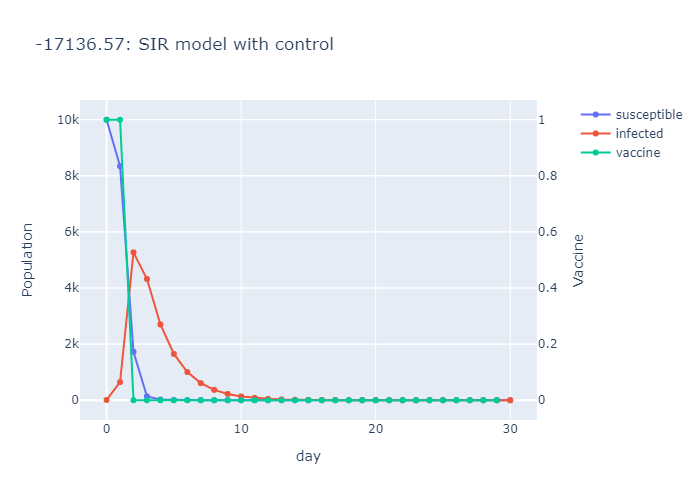 -17136.57: SIR model with control
susceptible
infected
vaccine
10k
8k
6k
4k
2k
0
1
0.8
0.6
0.4
0.2
0
0
10
20
30
Population
Vaccine
day